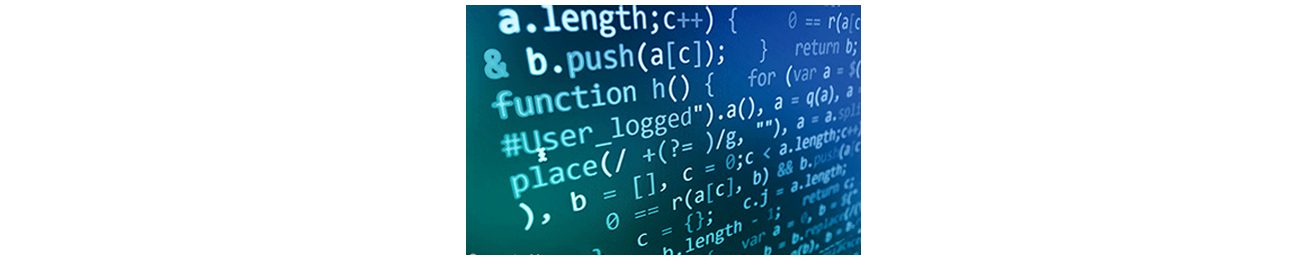 a.length;c++) {     0 == r(a[c
& b.push(a[c]);    }   return b;
function h() {    for (var a = $(
#User_logged").a(), a = q(a), a =
place(/ +(?= )/g, ""), a = a.split
), b = [], c = 0;c < a.length;c++
0 == r(a[c], b) && b.push(a
c = {};   c.j = a.length;
b.length - 1;   return c;
var a = 0, b = $(
b = b.replace(